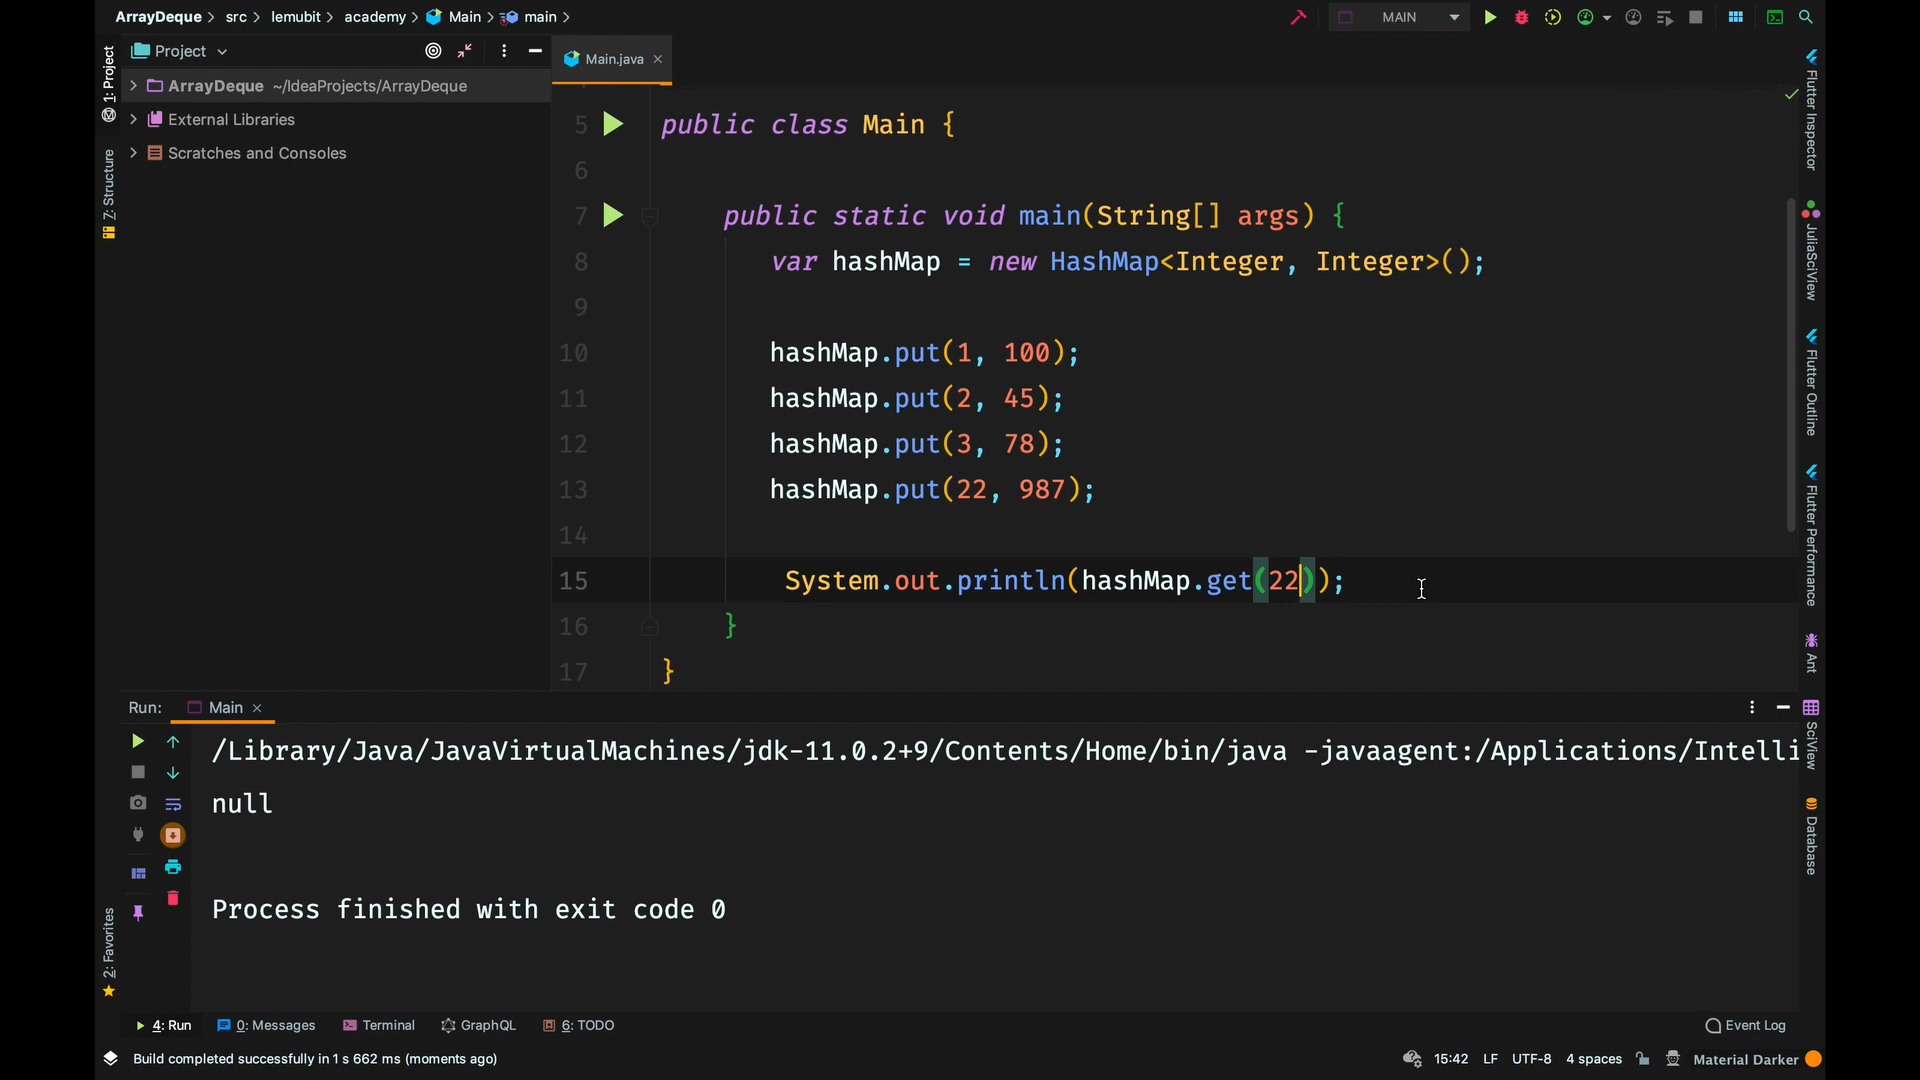 ArrayDeque > src > lemubit > academy > Main > main >
MAIN
1: Project
7: Structure
2: Favorites
Project
ArrayDeque ~/IdeaProjects/ArrayDeque
External Libraries
Scratches and Consoles
Main.java ×
5 public class Main {
6
7 public static void main(String[] args) {
8 var hashMap = new HashMap<Integer, Integer>();
9
10 hashMap.put(1, 100);
11 hashMap.put(2, 45);
12 hashMap.put(3, 78);
13 hashMap.put(22, 987);
14
15 System.out.println(hashMap.get(22));
16 }
17 }
Flutter Inspector
JuliaSciView
Flutter Outline
Flutter Performance
Ant
SciView
Database
Run: Main ×
/Library/Java/JavaVirtualMachines/jdk-11.0.2+9/Contents/Home/bin/java -javaagent:/Applications/Intelli
null
Process finished with exit code 0
4: Run 0: Messages Terminal GraphQL 6: TODO Event Log
Build completed successfully in 1 s 662 ms (moments ago) 15:42 LF UTF-8 4 spaces Material Darker